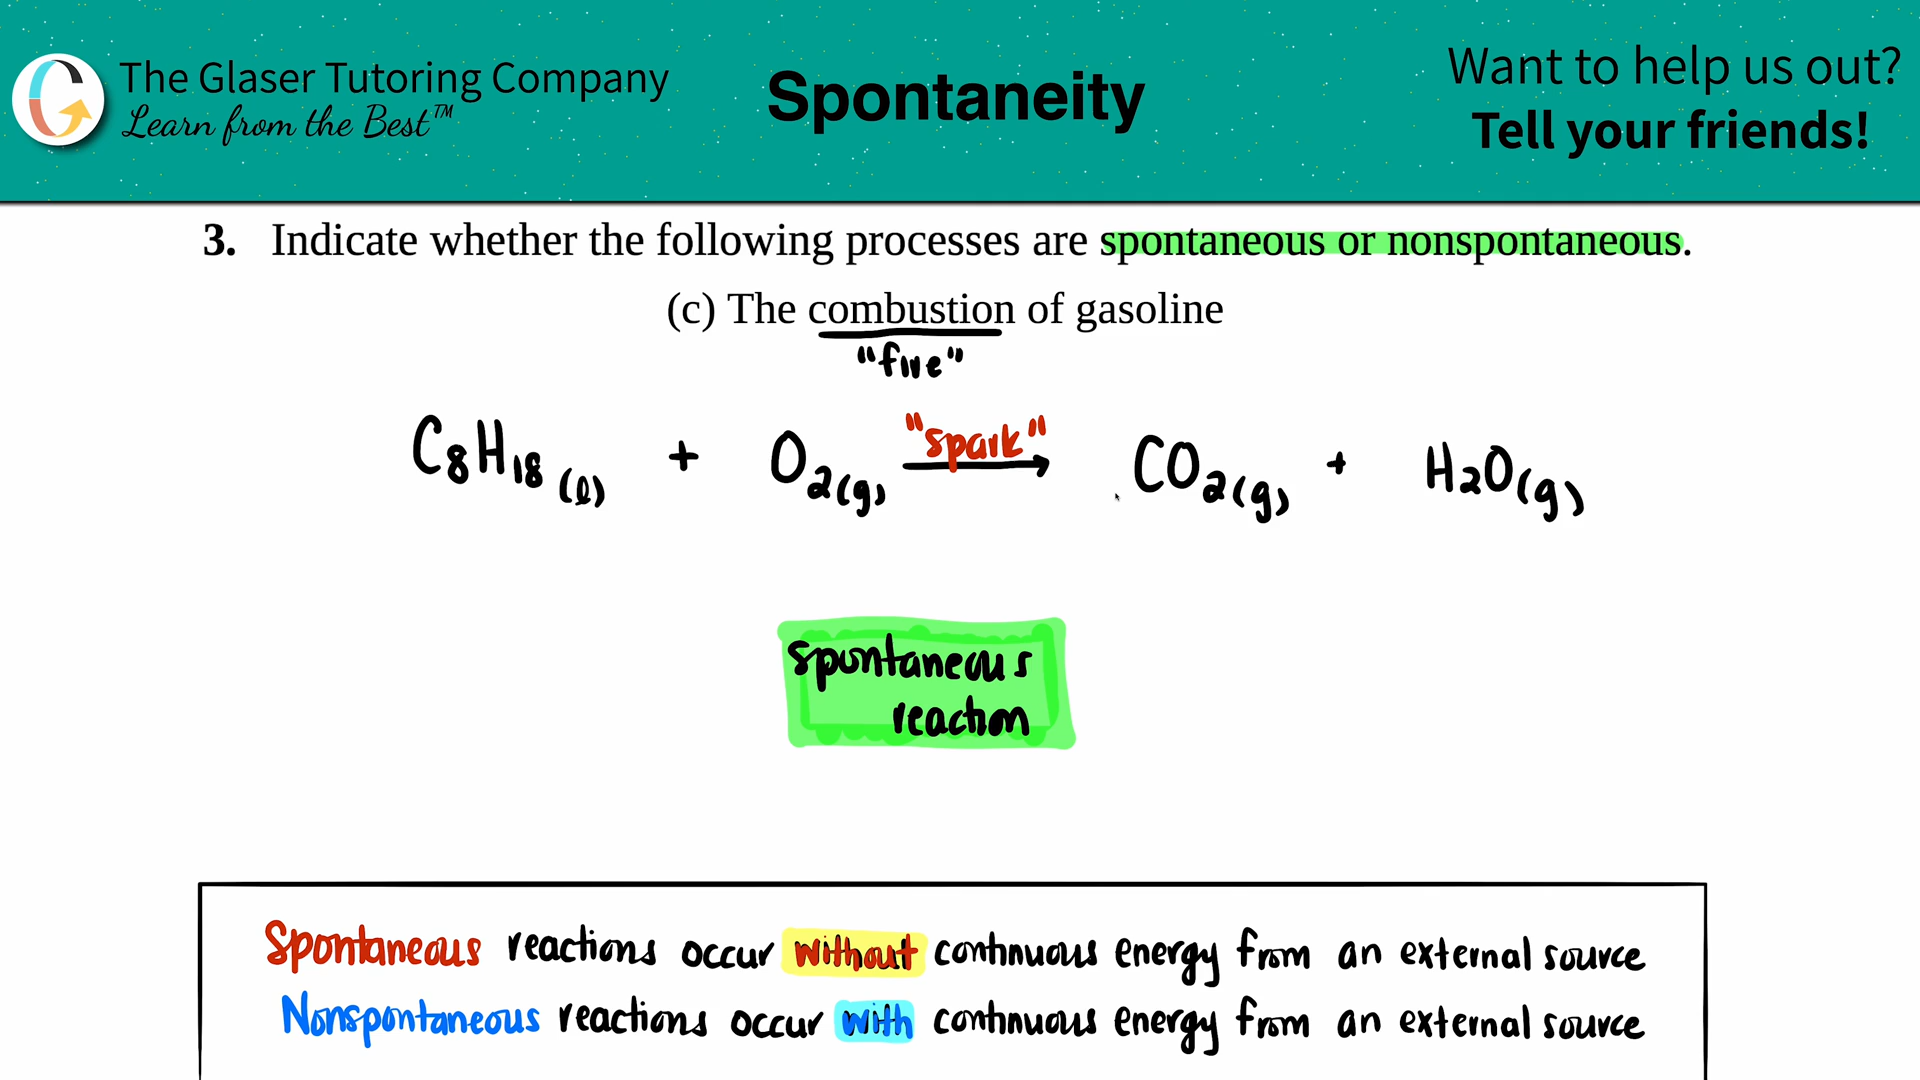 The Glaser Tutoring Company
Learn from the Best™
Spontaneity
Want to help us out?
Tell your friends!
3. Indicate whether the following processes are spontaneous or nonspontaneous.
(c) The combustion of gasoline
"fire"
C₈H₁₈ (l) + O₂(g) "spark" → CO₂(g) + H₂O(g)
spontaneous
reaction
Spontaneous reactions occur without continuous energy from an external source
Nonspontaneous reactions occur with continuous energy from an external source